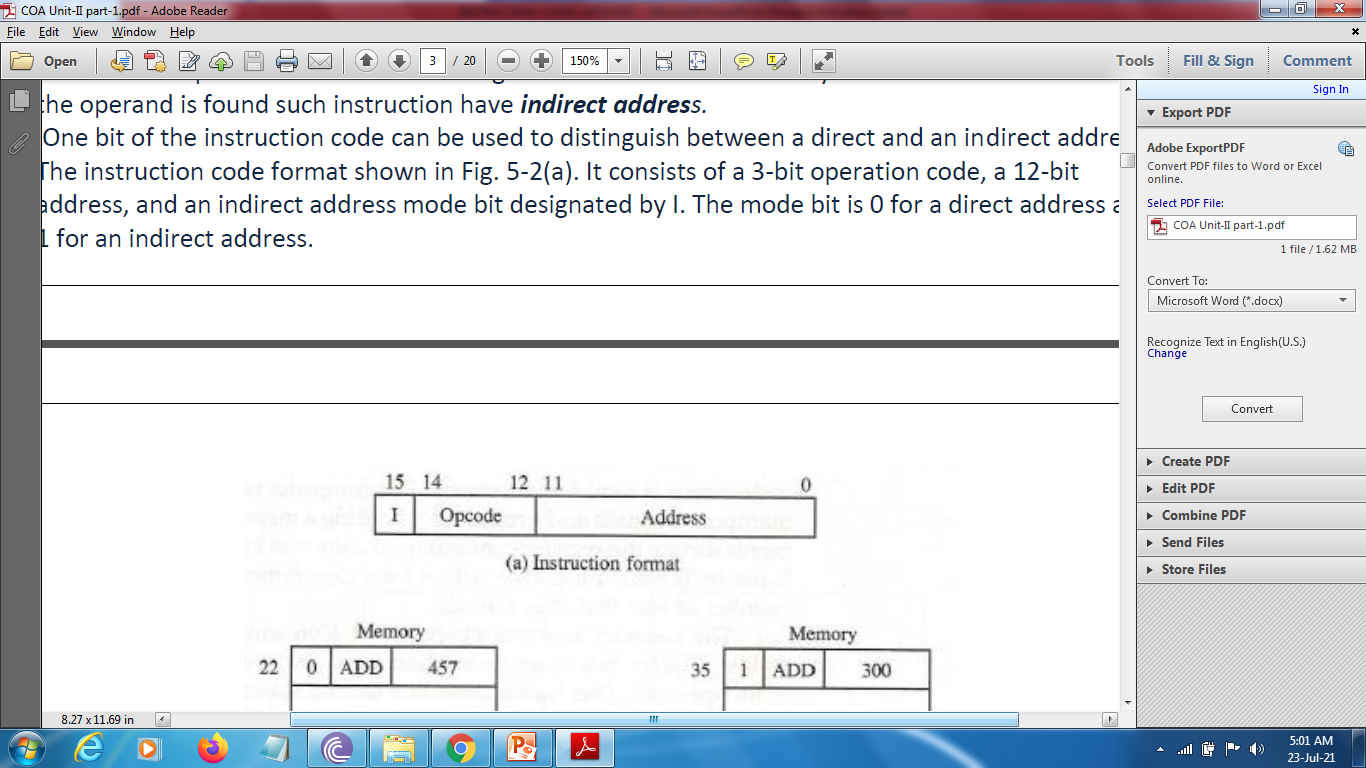 COA Unit-II part-1.pdf - Adobe Reader
File Edit View Window Help
Open 3 / 20 150% Tools Fill & Sign Comment
the operand is found such instruction have indirect address.
One bit of the instruction code can be used to distinguish between a direct and an indirect addre
The instruction code format shown in Fig. 5-2(a). It consists of a 3-bit operation code, a 12-bit
address, and an indirect address mode bit designated by I. The mode bit is 0 for a direct address a
1 for an indirect address.
15 14 12 11 0
I Opcode Address
(a) Instruction format
Memory Memory
22 0 ADD 457 35 1 ADD 300
8.27 x 11.69 in
Sign In
Export PDF
Adobe ExportPDF
Convert PDF files to Word or Excel
online.
Select PDF File:
COA Unit-II part-1.pdf
1 file / 1.62 MB
Convert To:
Microsoft Word (*.docx)
Recognize Text in English(U.S.)
Change
Convert
Create PDF
Edit PDF
Combine PDF
Send Files
Store Files
5:01 AM
23-Jul-21